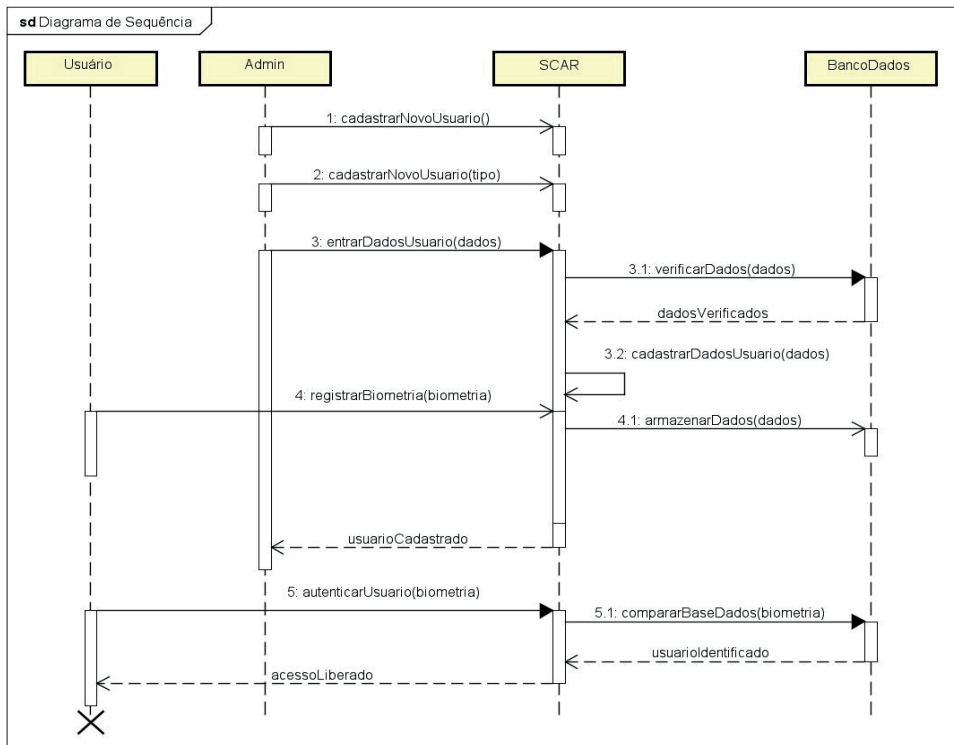 sd Diagrama de Sequência
Usuário
Admin
SCAR
BancoDados
1: cadastrarNovoUsuario()
2: cadastrarNovoUsuario(tipo)
3: entrarDadosUsuario(dados)
3.1: verificarDados(dados)
dadosVerificados
3.2: cadastrarDadosUsuario(dados)
4: registrarBiometria(biometria)
4.1: armazenarDados(dados)
usuarioCadastrado
5: autenticarUsuario(biometria)
5.1: compararBaseDados(biometria)
usuarioIdentificado
acessoLiberado